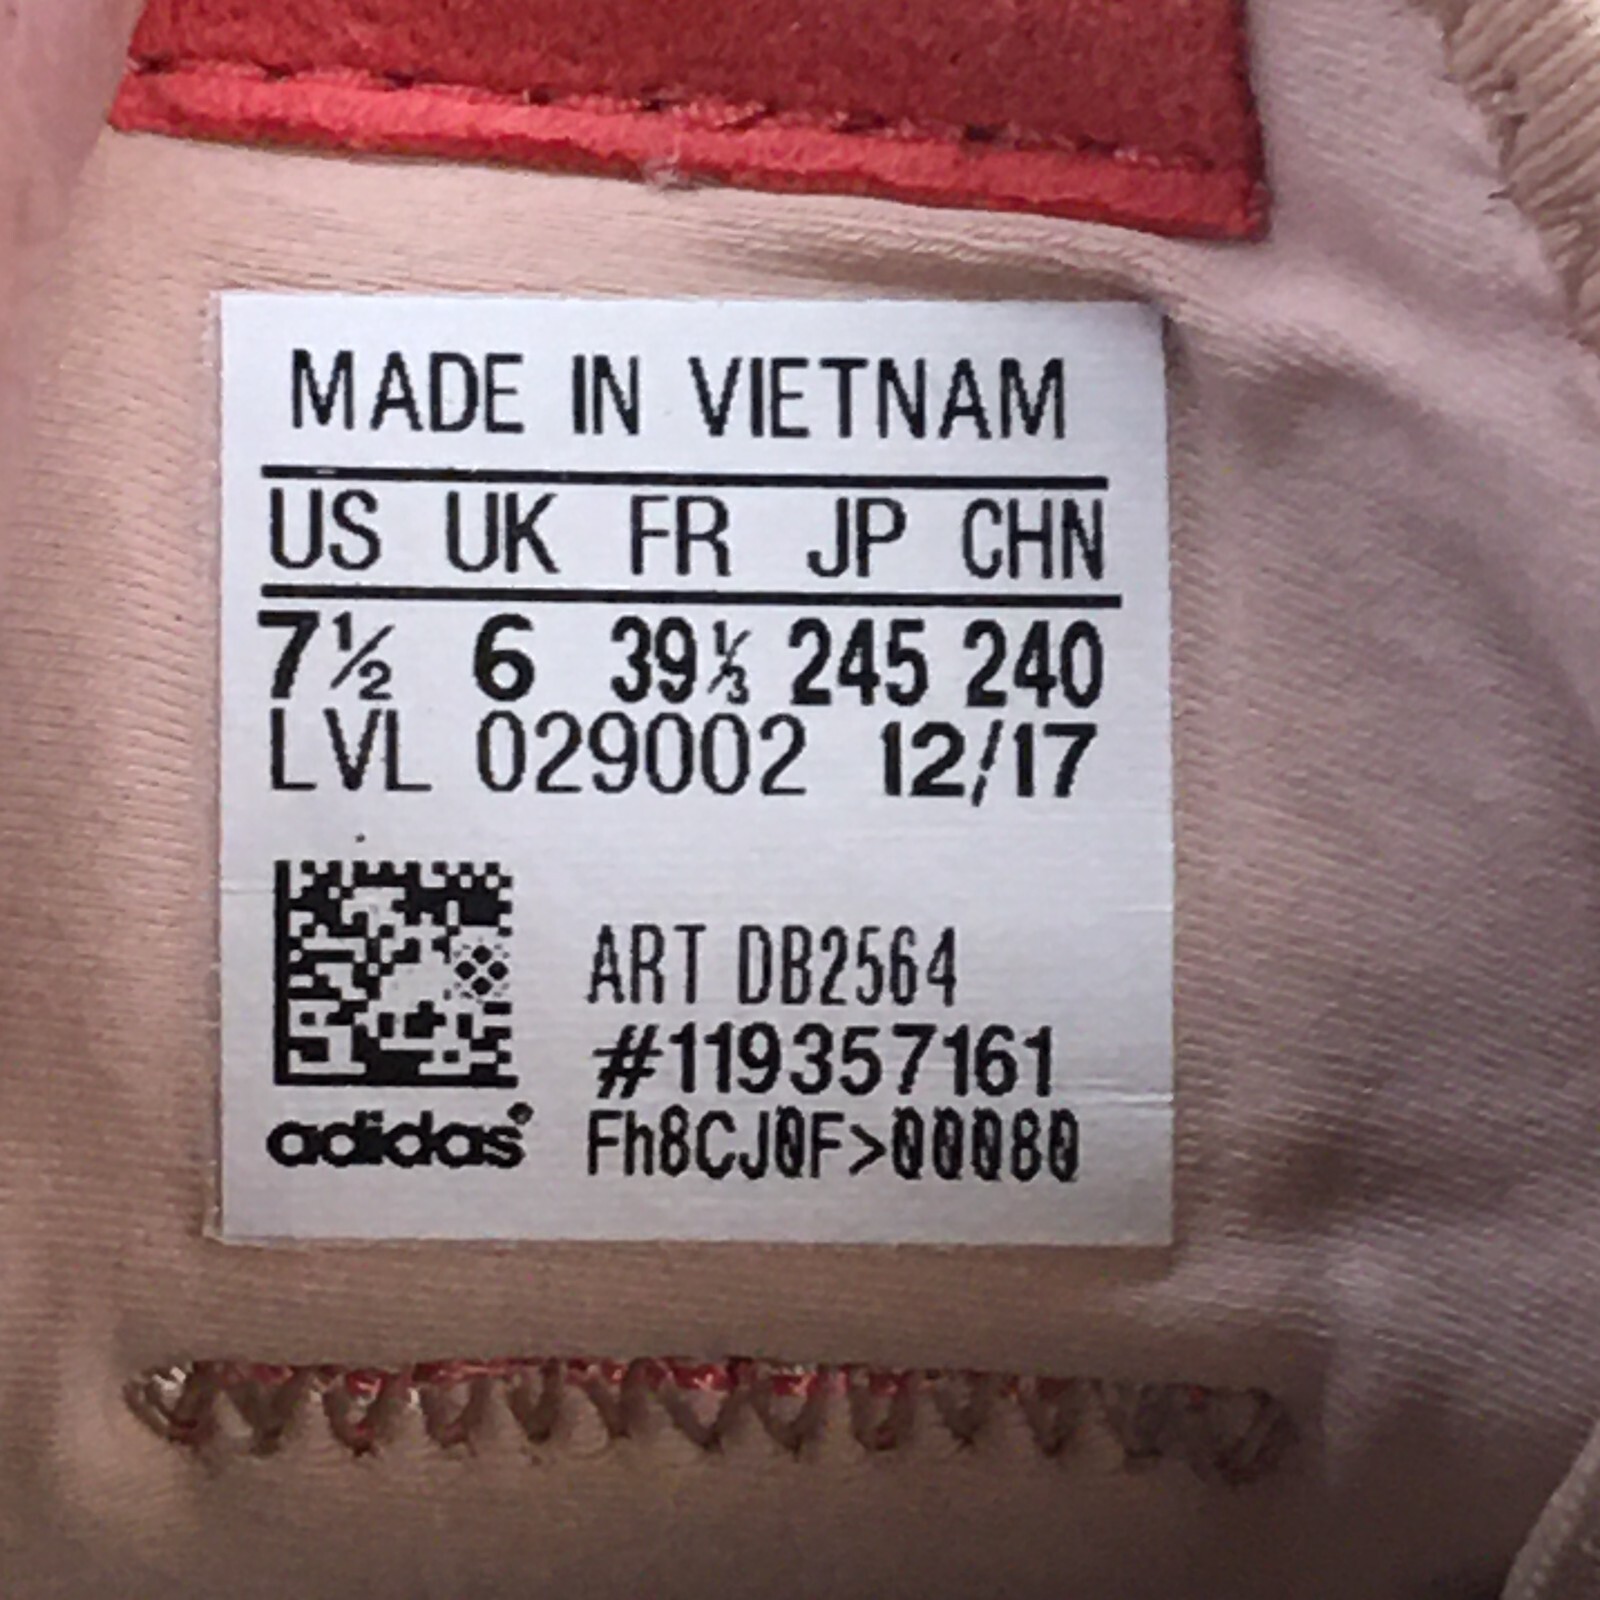 MADE IN VIETNAM
US UK FR JP CHN
7½ 6 39⅓ 245 240
LVL 029002 12/17
ART DB2564
#119357161
adidas® Fh8CJ0F>00080